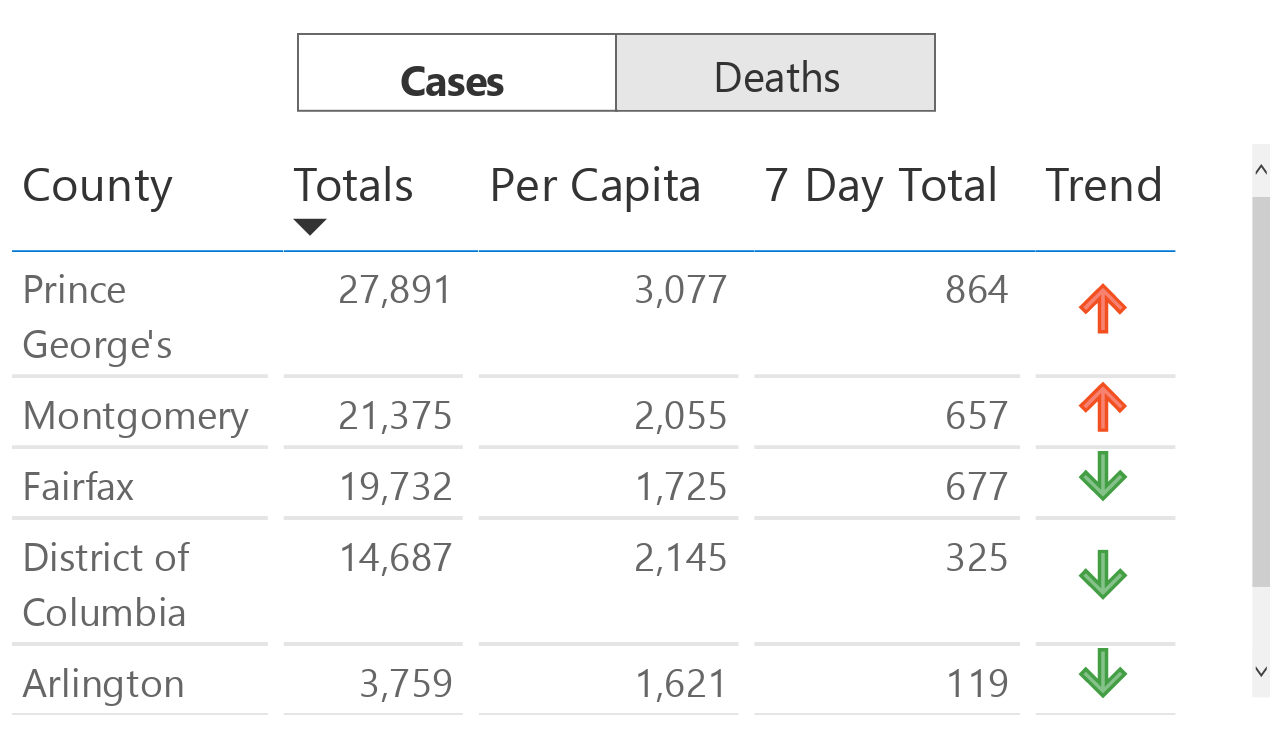 Cases Deaths
County Totals Per Capita 7 Day Total Trend
Prince 27,891 3,077 864
George's
Montgomery 21,375 2,055 657
Fairfax 19,732 1,725 677
District of 14,687 2,145 325
Columbia
Arlington 3,759 1,621 119